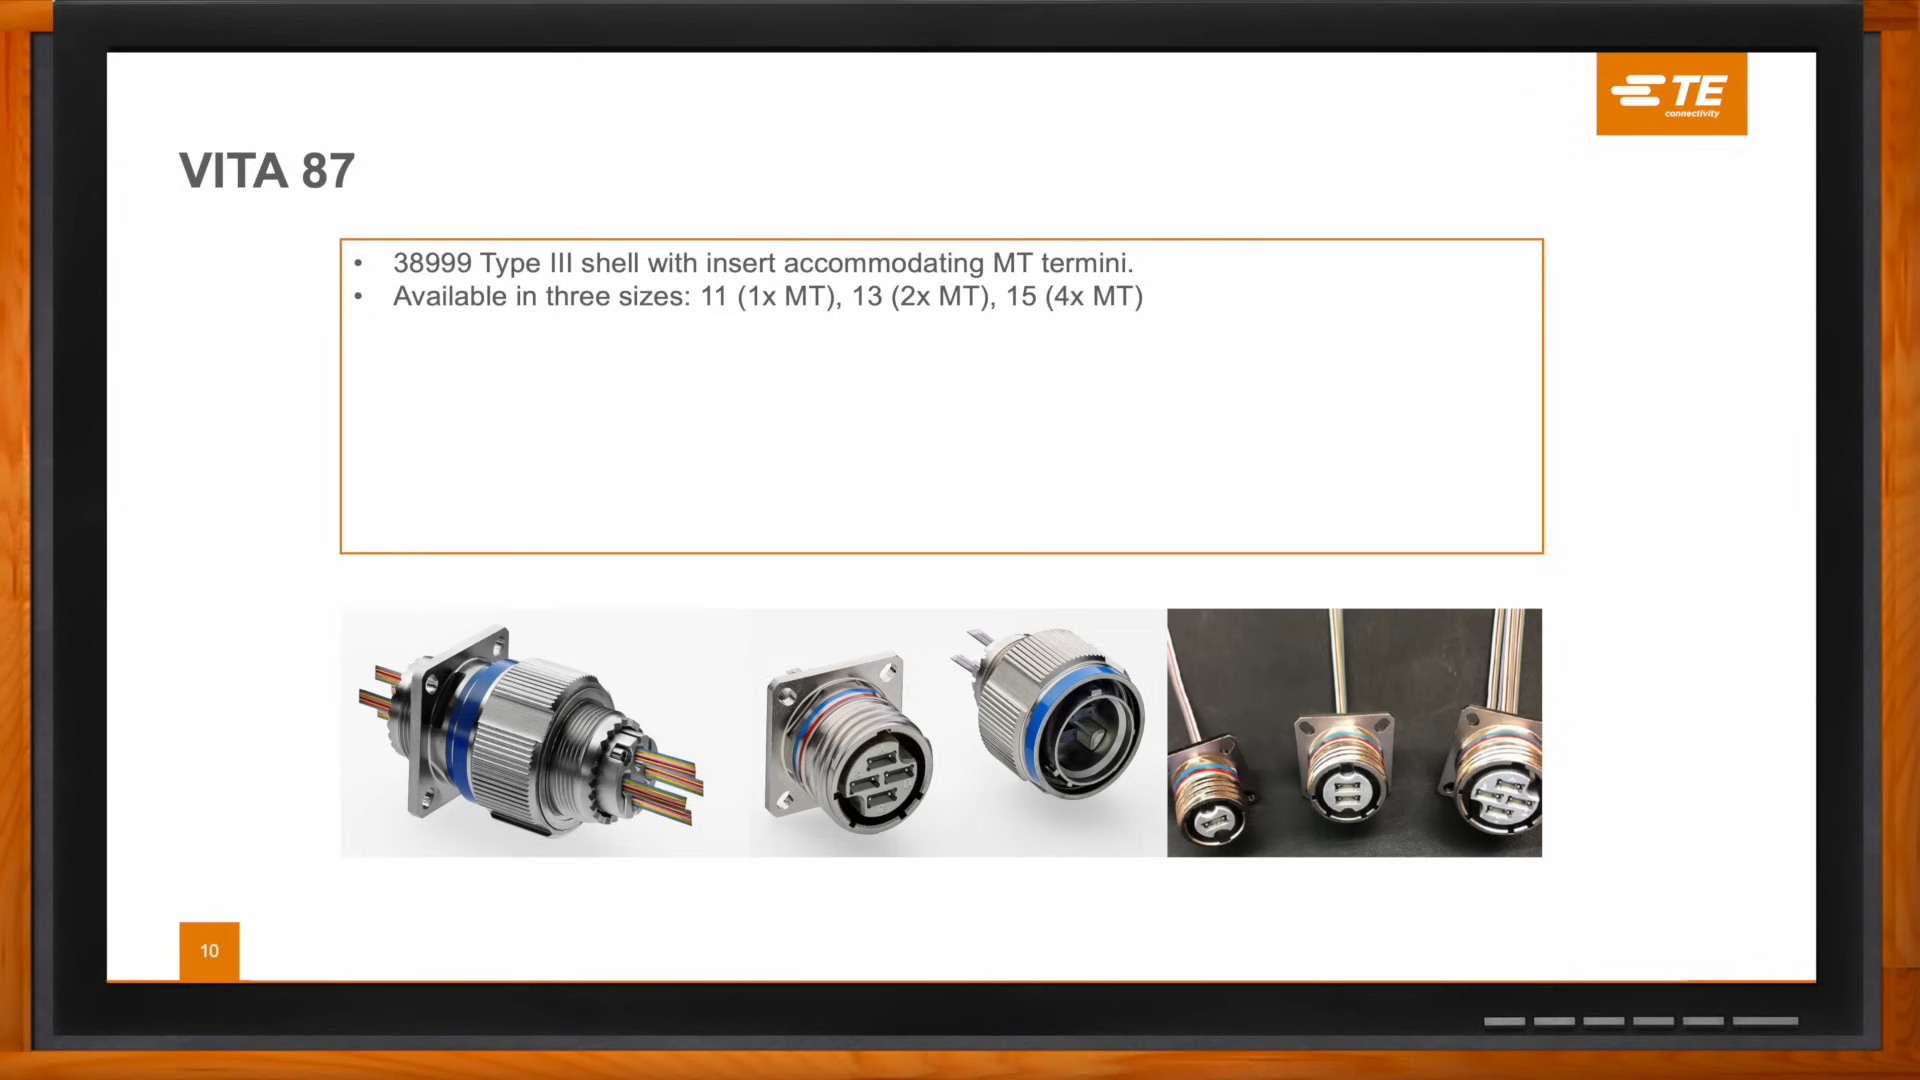 TE
connectivity
VITA 87
• 38999 Type III shell with insert accommodating MT termini.
• Available in three sizes: 11 (1x MT), 13 (2x MT), 15 (4x MT)
10